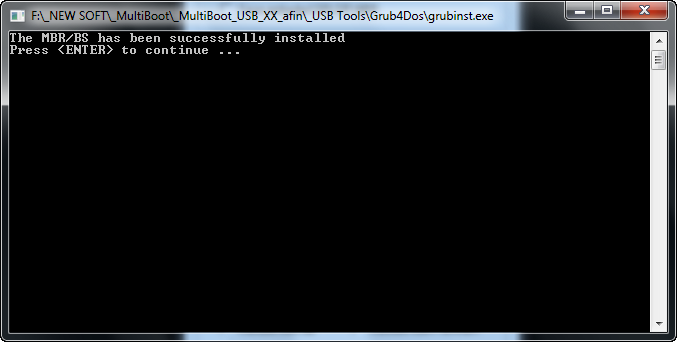 F:\_NEW SOFT\_MultiBoot\_MultiBoot_USB_XX_afin\_USB Tools\Grub4Dos\grubinst.exe
The MBR/BS has been successfully installed
Press <ENTER> to continue ...